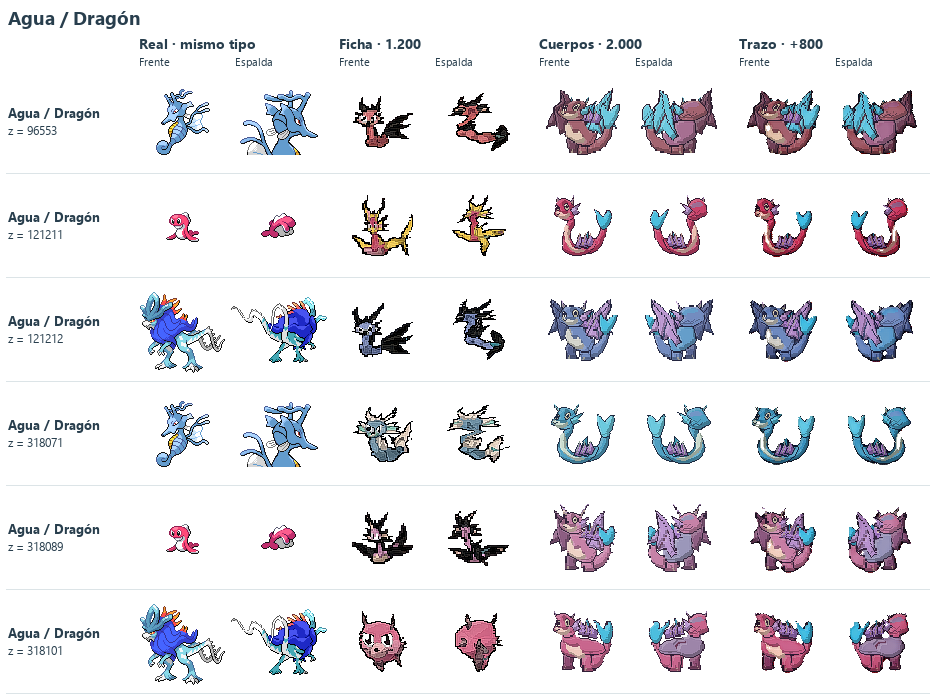 Agua / Dragón
Real · mismo tipo
Ficha · 1.200
Cuerpos · 2.000
Trazo · +800
Frente Espalda Frente Espalda Frente Espalda Frente Espalda
Agua / Dragón
z = 96553
Agua / Dragón
z = 121211
Agua / Dragón
z = 121212
Agua / Dragón
z = 318071
Agua / Dragón
z = 318089
Agua / Dragón
z = 318101